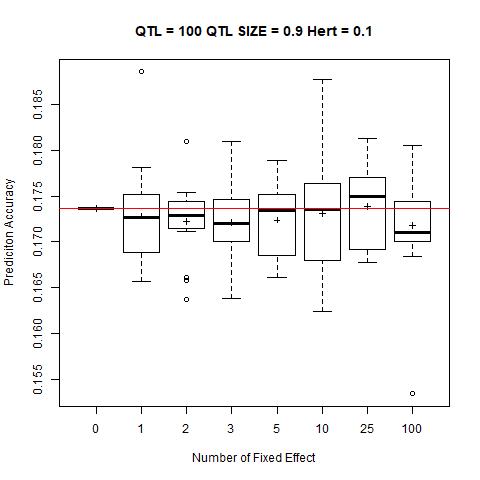 QTL = 100 QTL SIZE = 0.9 Hert = 0.1
Prediciton Accuracy
0.185
0.180
0.175
0.170
0.165
0.160
0.155
0 1 2 3 5 10 25 100
Number of Fixed Effect